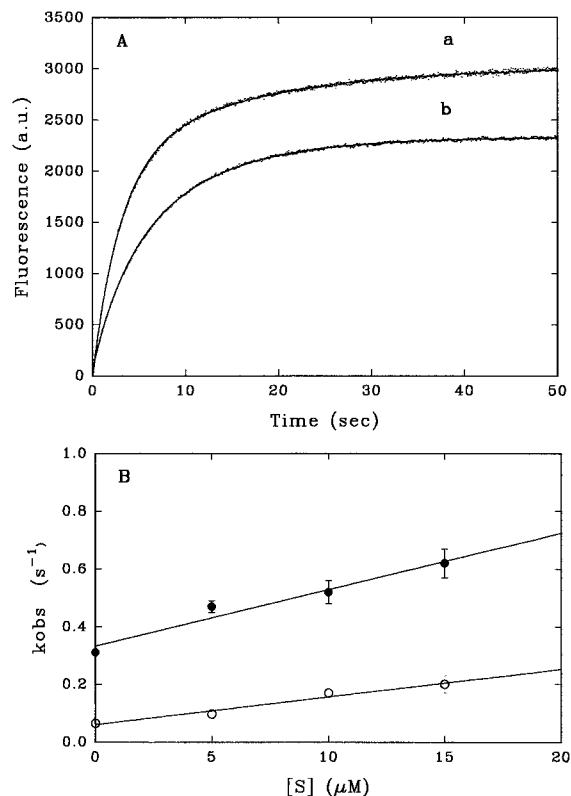 3500
3000
2500
2000
1500
1000
500
0
A
a
b
Fluorescence (a.u.)
0 10 20 30 40 50
Time (sec)
1.0
0.8
0.6
0.4
0.2
0.0
B
kobs (s⁻¹)
0 5 10 15 20
[S] (μM)